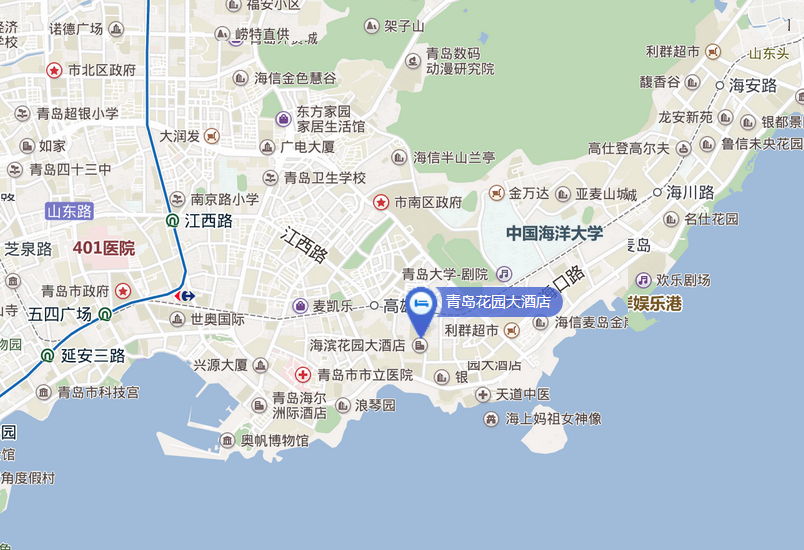 福安小区
架子山
诺德广场
崂特直供
青岛数码
动漫研究院
利群超市
山东头
市北区政府
海信金色慧谷
馥香谷
海安路
青岛超银小学
东方家园
家居生活馆
龙安新苑
大润发
如家
广电大厦
海信半山兰亭
高仕登高尔夫
鲁信未央花园
青岛四十三中
青岛卫生学校
南京路小学
市南区政府
金万达
亚麦山城
海川路
山东路
江西路
名仕花园
芝泉路
401医院
江西路
中国海洋大学
麦岛
青岛大学-剧院
欢乐剧场
青岛市政府
麦凯乐
青岛花园大酒店
五四广场
世奥国际
利群超市
延安三路
海滨花园大酒店
兴源大厦
青岛市市立医院
银
青岛市科技宫
青岛海尔
洲际酒店
浪琴园
天道中医
海上妈祖女神像
奥帆博物馆
角度假村